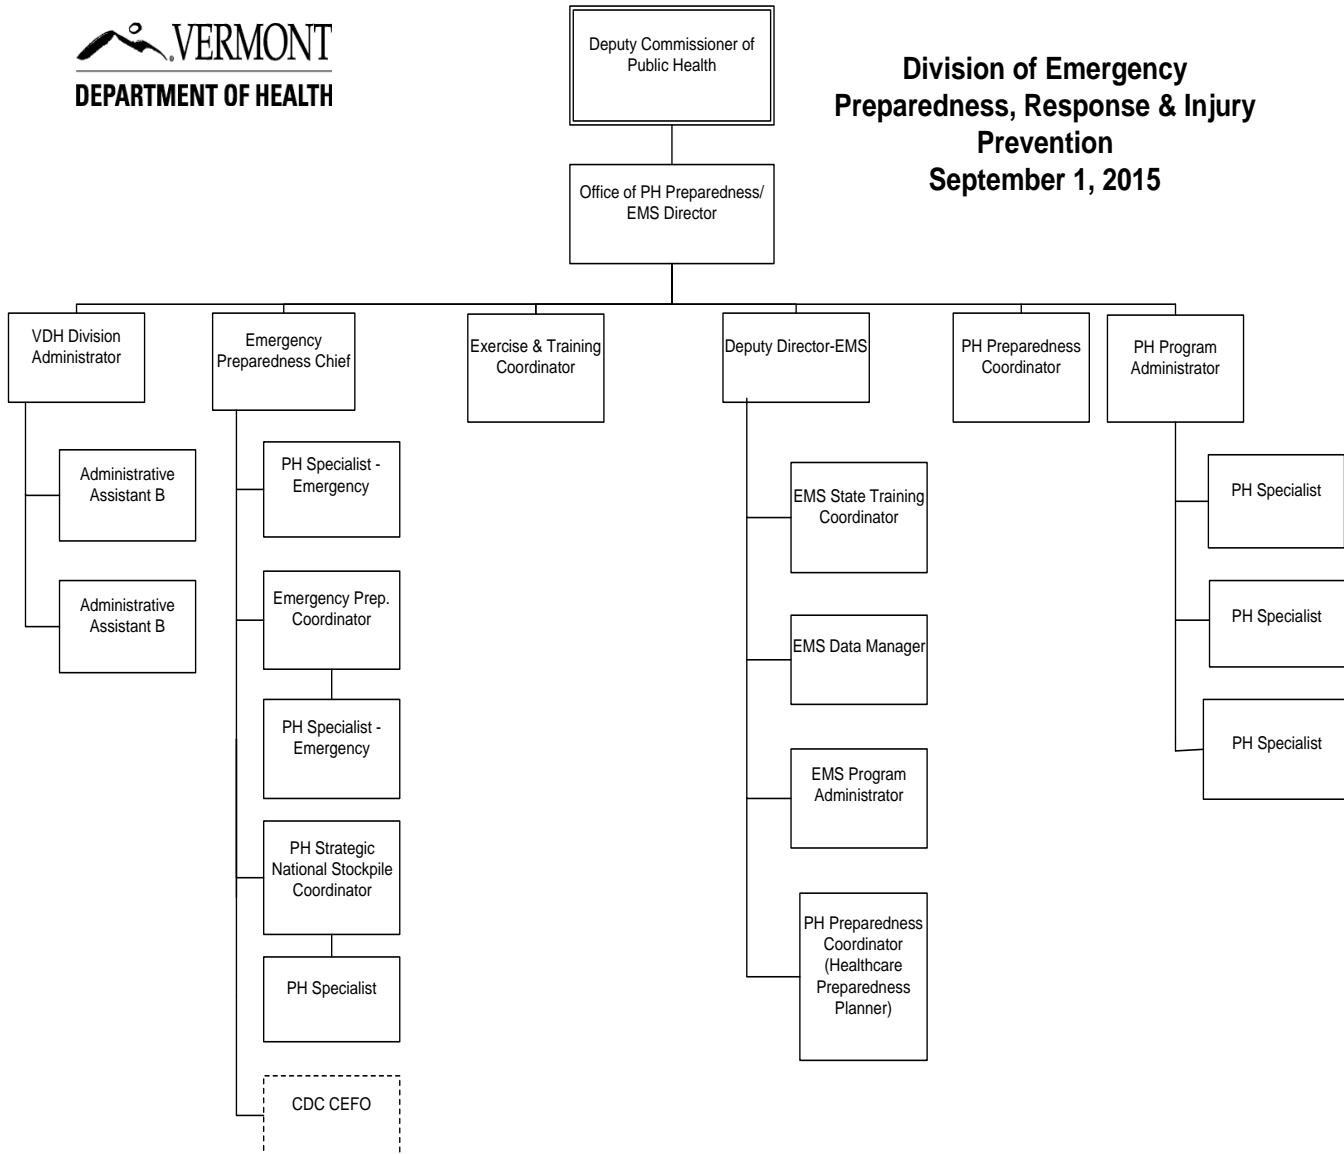 VERMONT
DEPARTMENT OF HEALTH
Deputy Commissioner of
Public Health
Division of Emergency
Preparedness, Response & Injury
Prevention
September 1, 2015
Office of PH Preparedness/
EMS Director
VDH Division
Administrator
Emergency
Preparedness Chief
Exercise & Training
Coordinator
Deputy Director-EMS
PH Preparedness
Coordinator
PH Program
Administrator
Administrative
Assistant B
Administrative
Assistant B
PH Specialist -
Emergency
Emergency Prep.
Coordinator
PH Specialist -
Emergency
PH Strategic
National Stockpile
Coordinator
PH Specialist
CDC CEFO
EMS State Training
Coordinator
EMS Data Manager
EMS Program
Administrator
PH Preparedness
Coordinator
(Healthcare
Preparedness
Planner)
PH Specialist
PH Specialist
PH Specialist